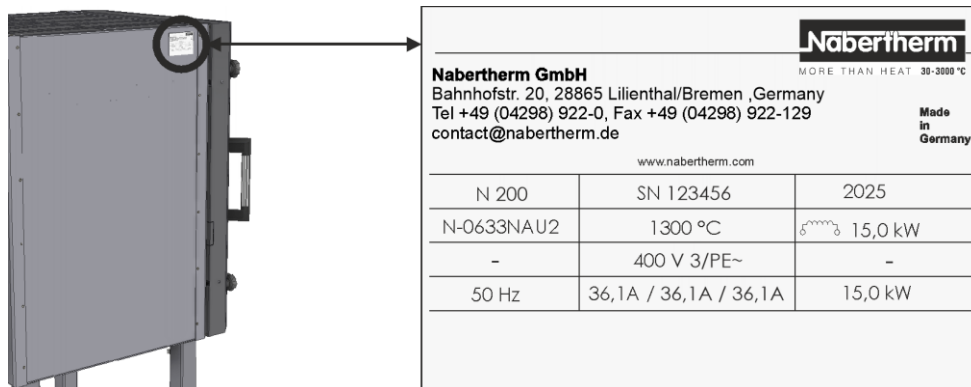 Nabertherm
MORE THAN HEAT 30-3000 °C
Nabertherm GmbH
Bahnhofstr. 20, 28865 Lilienthal/Bremen ,Germany
Tel +49 (04298) 922-0, Fax +49 (04298) 922-129
contact@nabertherm.de
Made
in
Germany
www.nabertherm.com
N 200 SN 123456 2025
N-0633NAU2 1300 °C 15,0 kW
- 400 V 3/PE~ -
50 Hz 36,1A / 36,1A / 36,1A 15,0 kW